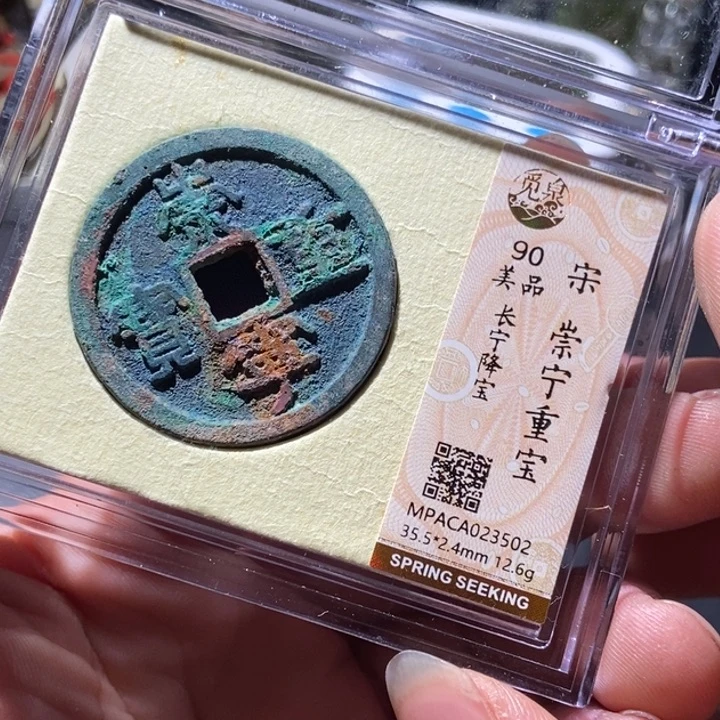 崇
重
寧
寶
觅泉
90
美品
宋
崇宁重宝
长宁降宝
MPACA023502
35.5*2.4mm 12.6g
SPRING SEEKING